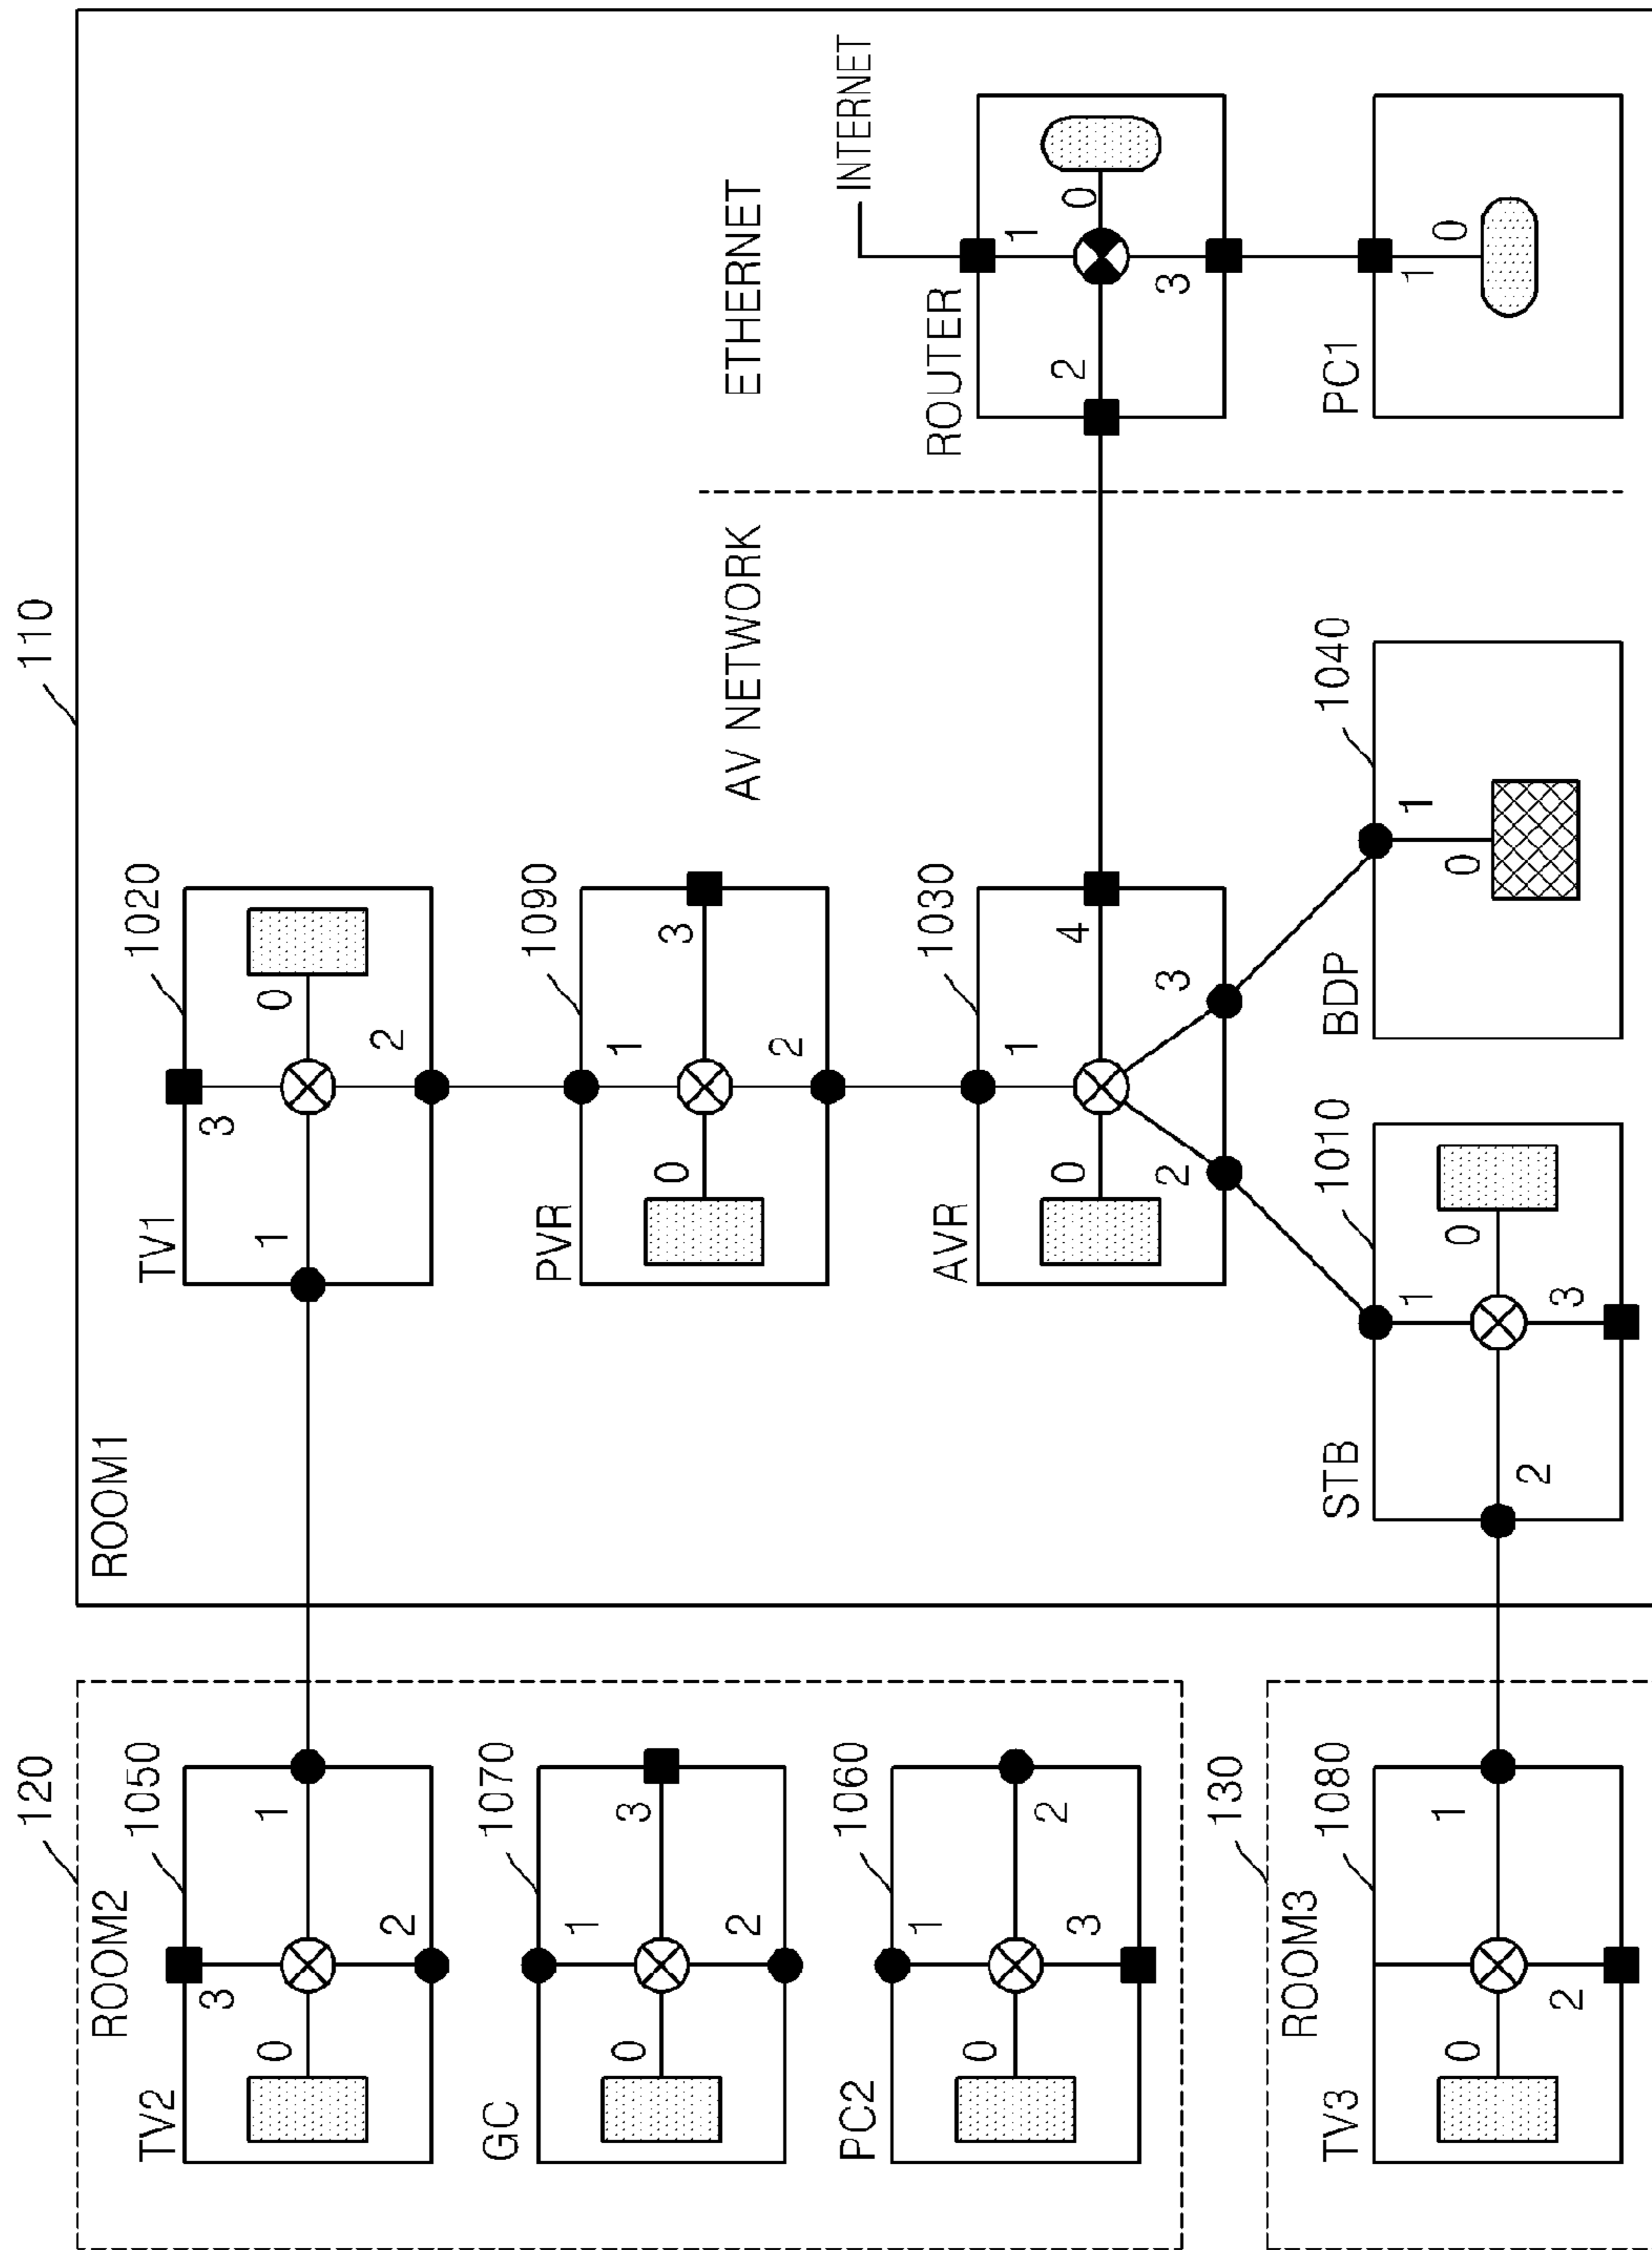 120 110
ROOM2 ROOM1
TV2 1050 TV1 1020
3 3
0 1 1 0
2 2
GC 1070 PVR 1090
1 1
0 3 0 3
2 AV NETWORK ETHERNET
2
PC2 1060 INTERNET
1 AVR 1030 ROUTER
1 1
0 2 0 4 2 0
3 2 3 3
130
ROOM3
TV3 1080 STB 1010 BDP 1040 PC1
1 1 1
0 1 0 0 0
2
2 3